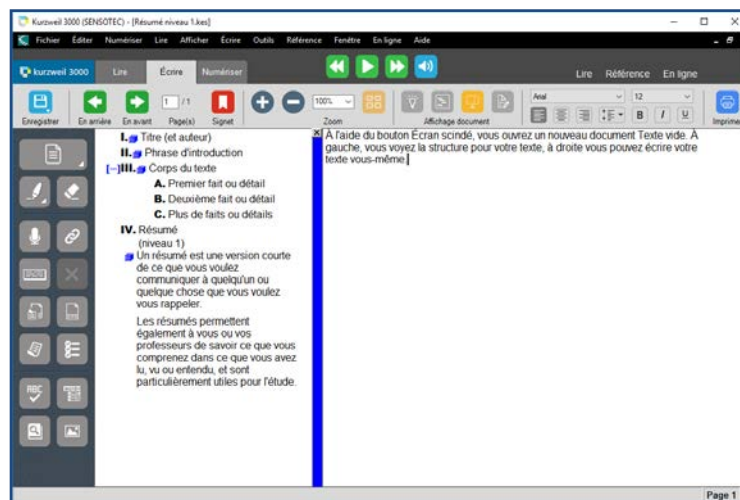 Kurzweil 3000 (SENSOTEC) - [Résumé niveau 1.kes]
Fichier Éditer Numériser Lire Afficher Écrire Outils Référence Fenêtre En ligne Aide
kurzweil 3000 Lire Écrire Numériser Lire Référence En ligne
1 / 1 100% Arial 12
B I U
Enregistrer En arrière En avant Page(s) Signet Zoom Affichage document Imprime
I. Titre (et auteur)
II. Phrase d'introduction
[–]III. Corps du texte
A. Premier fait ou détail
B. Deuxième fait ou détail
C. Plus de faits ou détails
IV. Résumé
(niveau 1)
Un résumé est une version courte
de ce que vous voulez
communiquer à quelqu'un ou
quelque chose que vous voulez
vous rappeler.
Les résumés permettent
également à vous ou vos
professeurs de savoir ce que vous
comprenez dans ce que vous avez
lu, vu ou entendu, et sont
particulièrement utiles pour l'étude.
À l'aide du bouton Écran scindé, vous ouvrez un nouveau document Texte vide. À
gauche, vous voyez la structure pour votre texte, à droite vous pouvez écrire votre
texte vous-même.
ABC
Page 1